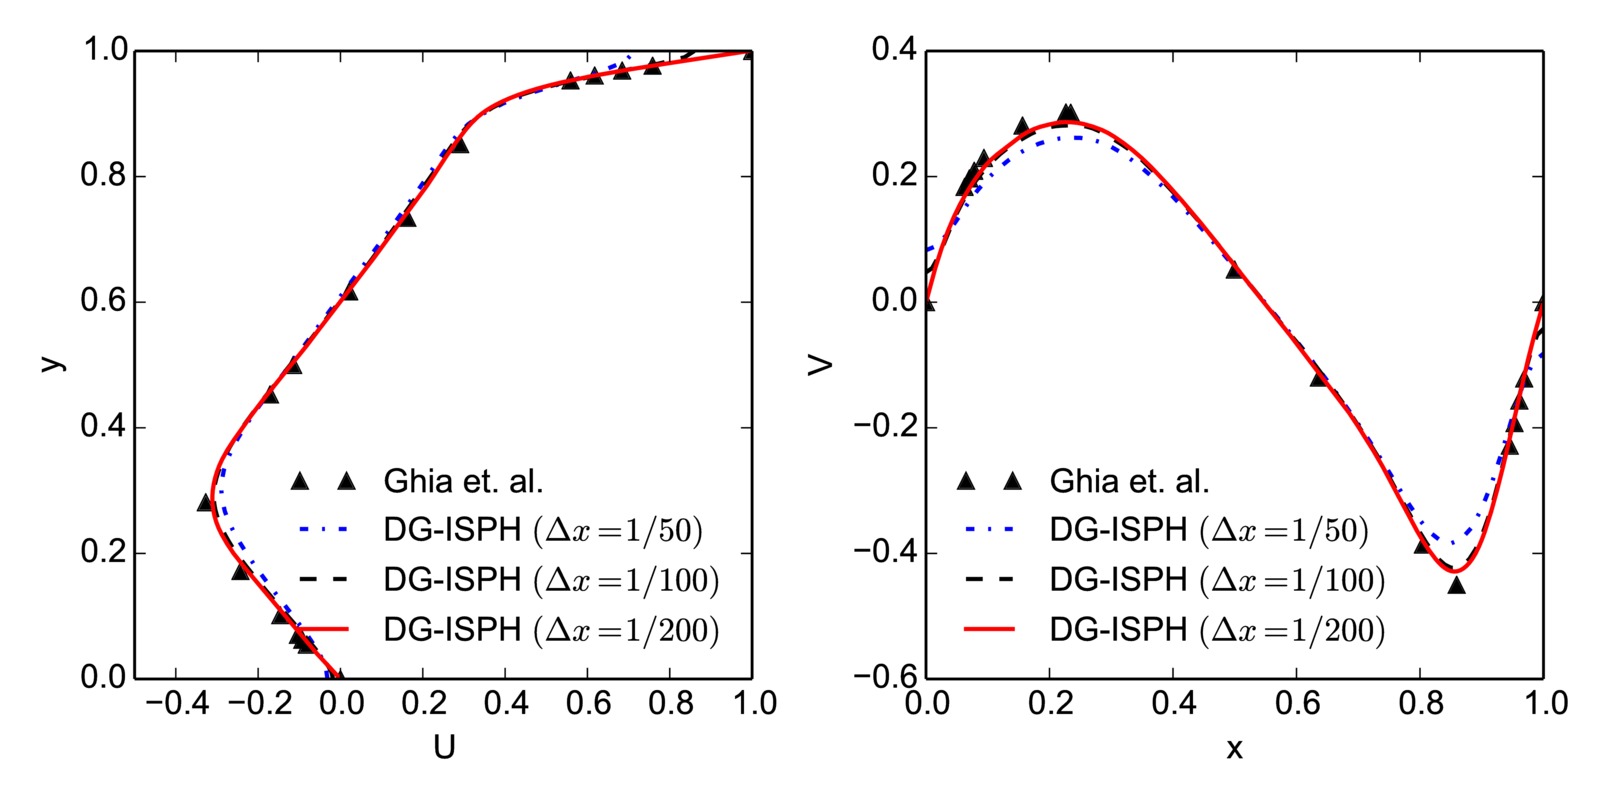 1.0
0.8
0.6
0.4
0.2
0.0
y
−0.4 −0.2 0.0 0.2 0.4 0.6 0.8 1.0
U
Ghia et. al.
DG-ISPH (Δx=1/50)
DG-ISPH (Δx=1/100)
DG-ISPH (Δx=1/200)
0.4
0.2
0.0
−0.2
−0.4
−0.6
V
0.0 0.2 0.4 0.6 0.8 1.0
x
Ghia et. al.
DG-ISPH (Δx=1/50)
DG-ISPH (Δx=1/100)
DG-ISPH (Δx=1/200)